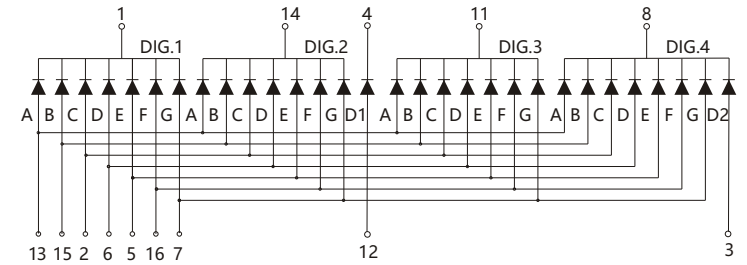 1 14 4 11 8
DIG.1 DIG.2 DIG.3 DIG.4
A B C D E F G A B C D E F G D1 A B C D E F G A B C D E F G D2
13 15 2 6 5 16 7 12 3